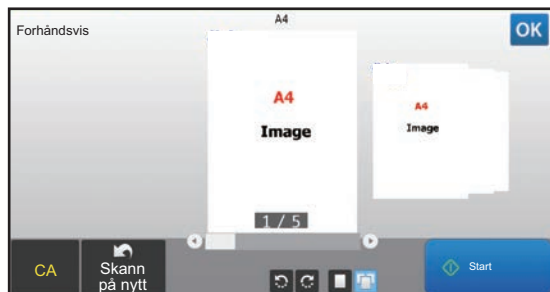 A4
Forhåndsvis
OK
A4
Image
A4
Image
1 / 5
CA
Skann
på nytt
Start